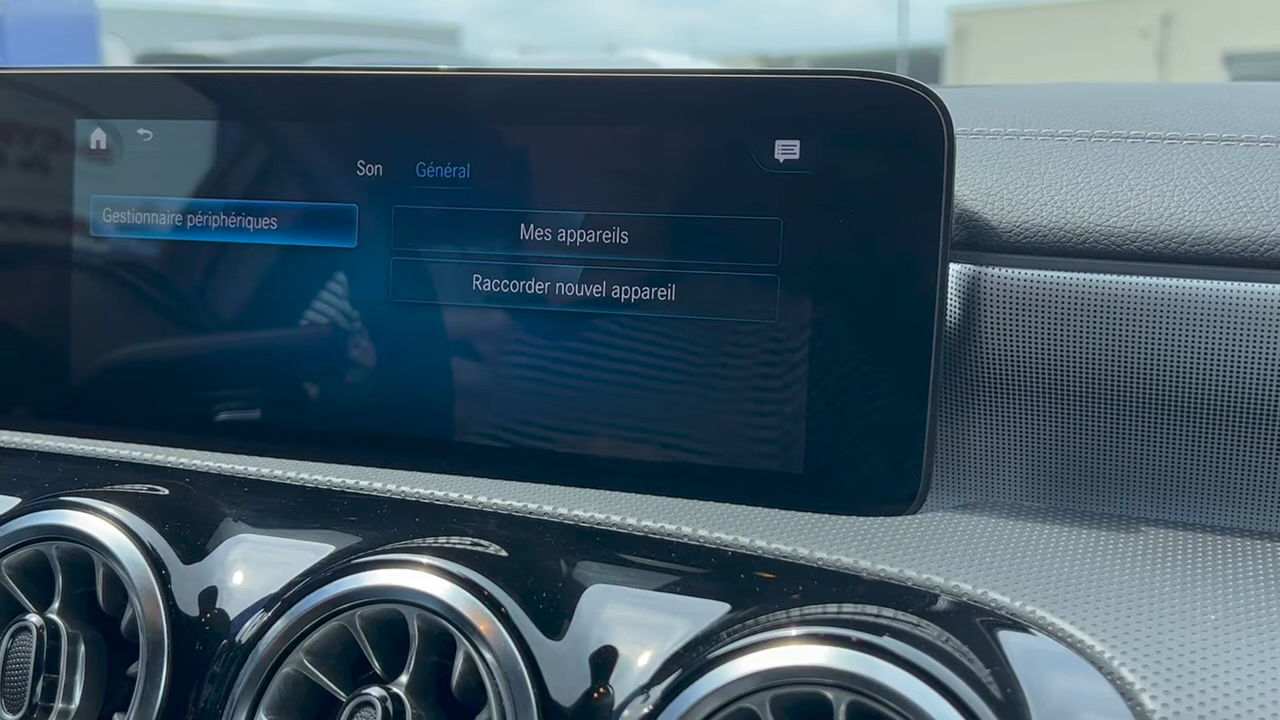 Son
Général
Gestionnaire périphériques
Mes appareils
Raccorder nouvel appareil